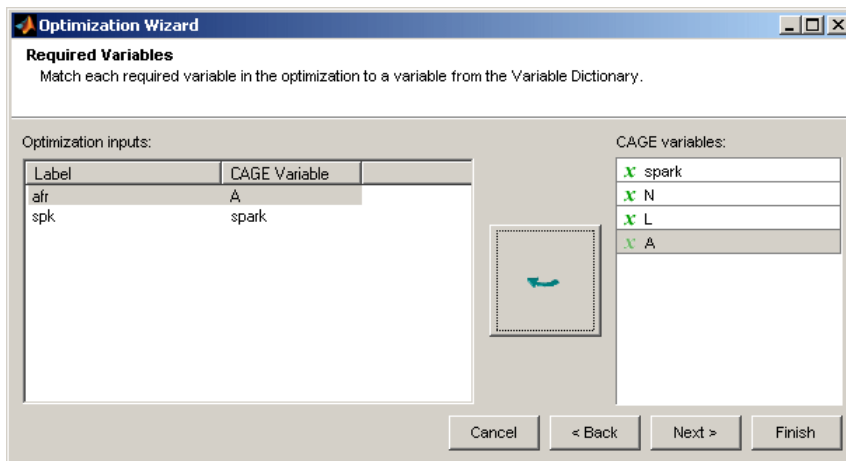 Optimization Wizard
Required Variables
Match each required variable in the optimization to a variable from the Variable Dictionary.
Optimization inputs:
Label CAGE Variable
afr A
spk spark
CAGE variables:
x spark
x N
x L
x A
Cancel < Back Next > Finish